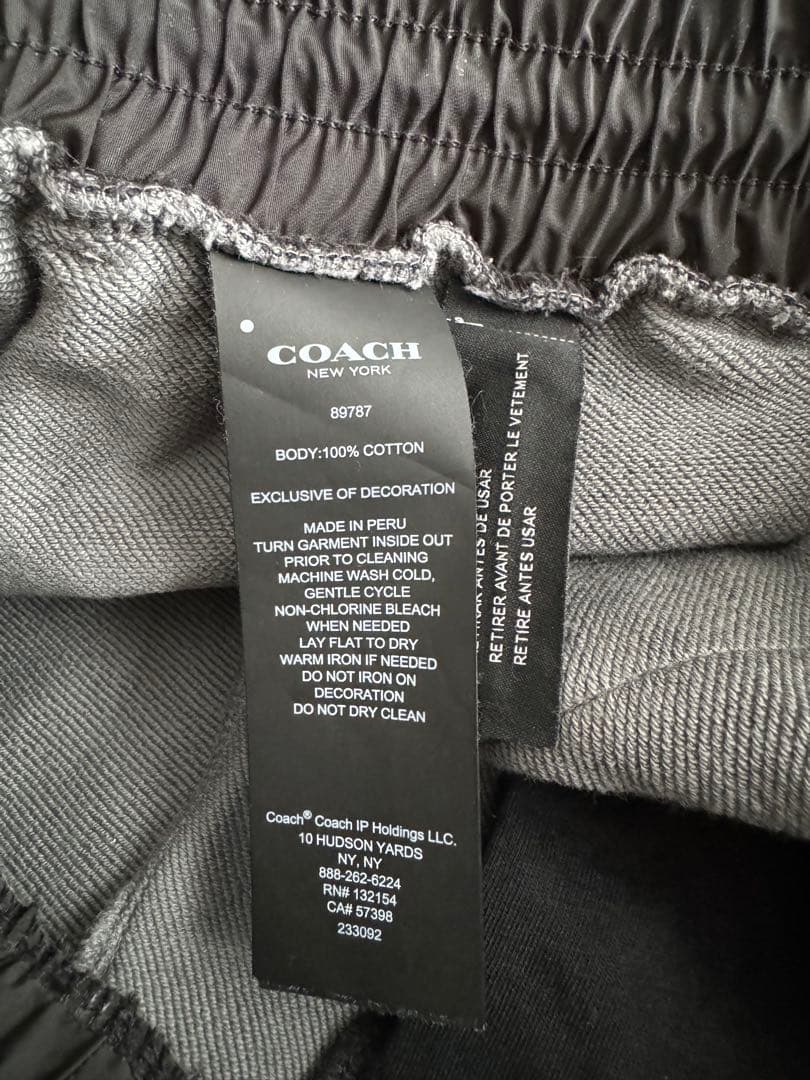 COACH
NEW YORK
89787
BODY:100% COTTON
EXCLUSIVE OF DECORATION
MADE IN PERU
TURN GARMENT INSIDE OUT
PRIOR TO CLEANING
MACHINE WASH COLD,
GENTLE CYCLE
NON-CHLORINE BLEACH
WHEN NEEDED
LAY FLAT TO DRY
WARM IRON IF NEEDED
DO NOT IRON ON
DECORATION
DO NOT DRY CLEAN
Coach® Coach IP Holdings LLC.
10 HUDSON YARDS
NY, NY
888-262-6224
RN# 132154
CA# 57398
233092
ANTES DE USAR
RETIRER AVANT DE PORTER LE VETEMENT
RETIRE ANTES USAR